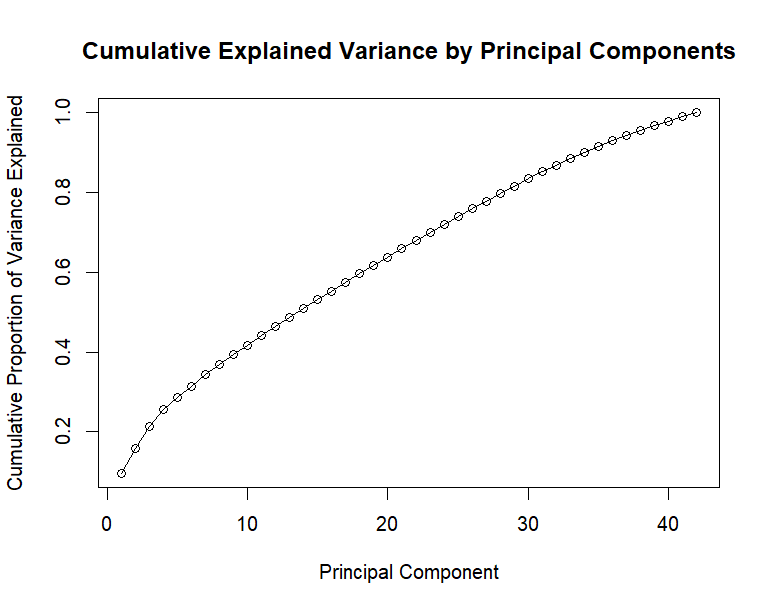 Cumulative Explained Variance by Principal Components
Cumulative Proportion of Variance Explained
1.0
0.8
0.6
0.4
0.2
0 10 20 30 40
Principal Component